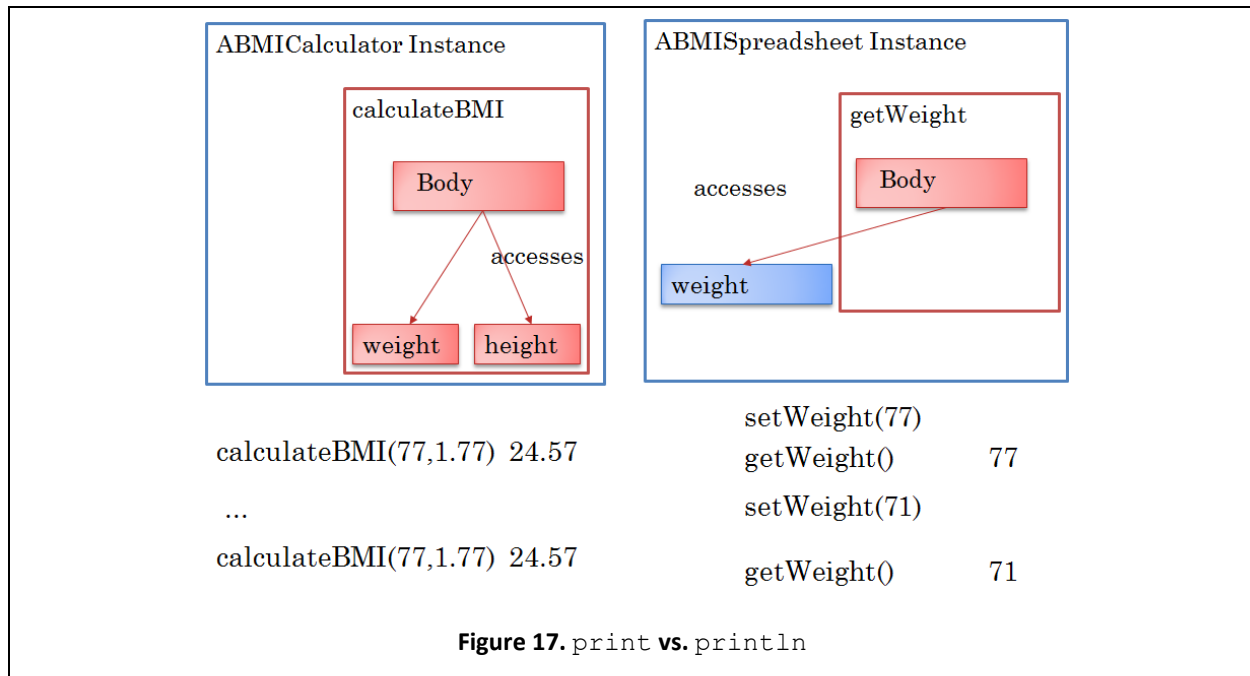 ABMICalculator Instance
calculateBMI
Body
accesses
weight
height
ABMISpreadsheet Instance
getWeight
Body
accesses
weight
calculateBMI(77,1.77) 24.57
...
calculateBMI(77,1.77) 24.57
setWeight(77)
getWeight() 77
setWeight(71)
getWeight() 71
Figure 17. print vs. println